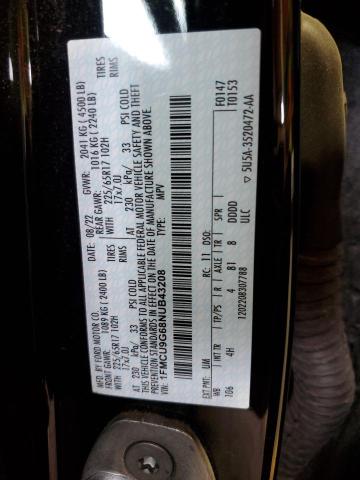 MFD. BY FORD MOTOR CO.
DATE: 08/22 GVWR: 2041 KG ( 4500 LB)
FRONT GAWR: 1089 KG ( 2400 LB) REAR GAWR: 1016 KG ( 2240 LB)
WITH 225/65R17 102H TIRES WITH 225/65R17 102H TIRES
17x7.0J RIMS 17x7.0J RIMS
AT 230 kPa/ 33 PSI COLD AT 230 kPa/ 33 PSI COLD
THIS VEHICLE CONFORMS TO ALL APPLICABLE FEDERAL MOTOR VEHICLE SAFETY AND THEFT
PREVENTION STANDARDS IN EFFECT ON THE DATE OF MANUFACTURE SHOWN ABOVE.
VIN: 1FMCU9G68NUB43208
TYPE: MPV
F0147
T0153
EXT PNT: UM RC: 11 DSO:
WB TP/PS R AXLE TR SPR
106 4H 4 81 8 DDDD
ULC
1202208307788
▽ 5U5A-3520472-AA